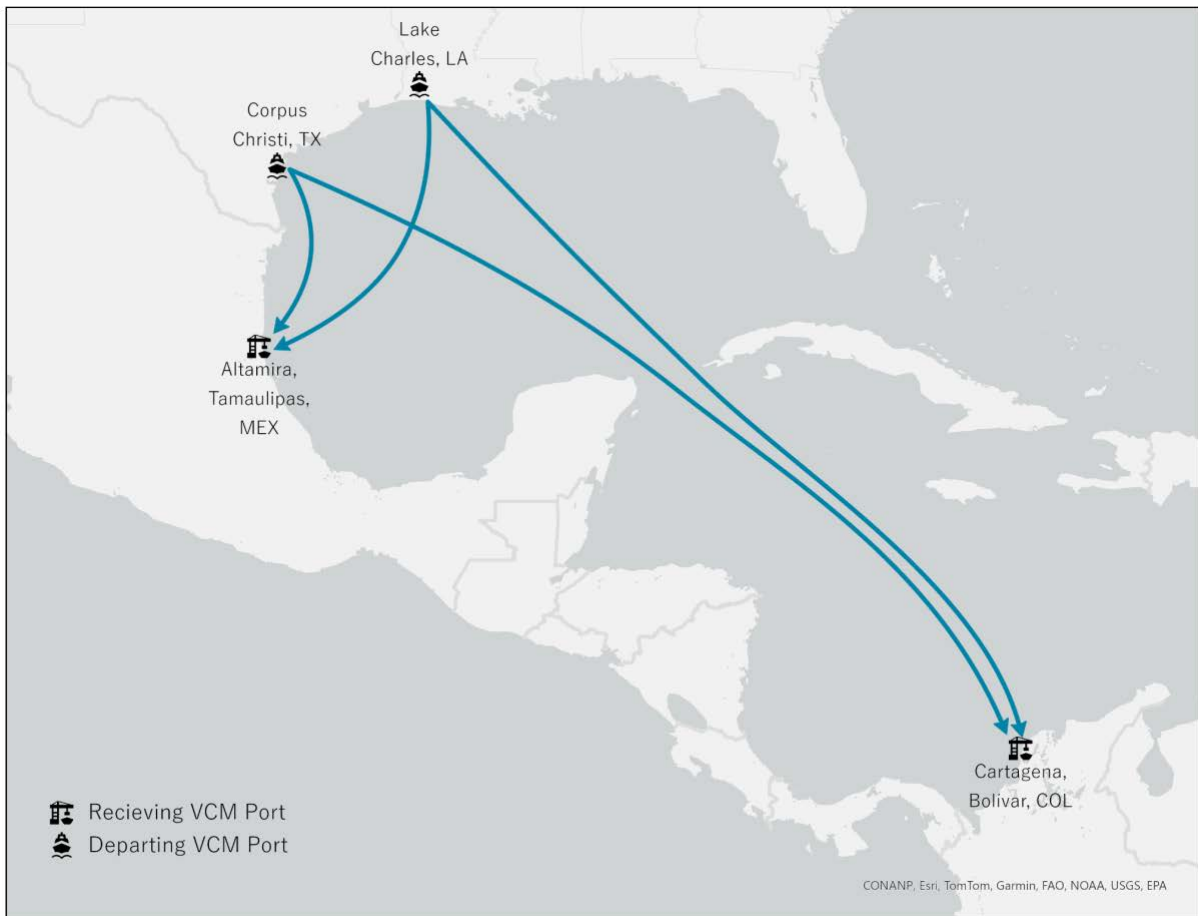 Lake
Charles, LA
Corpus
Christi, TX
Altamira,
Tamaulipas,
MEX
Cartagena,
Bolivar, COL
Recieving VCM Port
Departing VCM Port
CONANP, Esri, TomTom, Garmin, FAO, NOAA, USGS, EPA